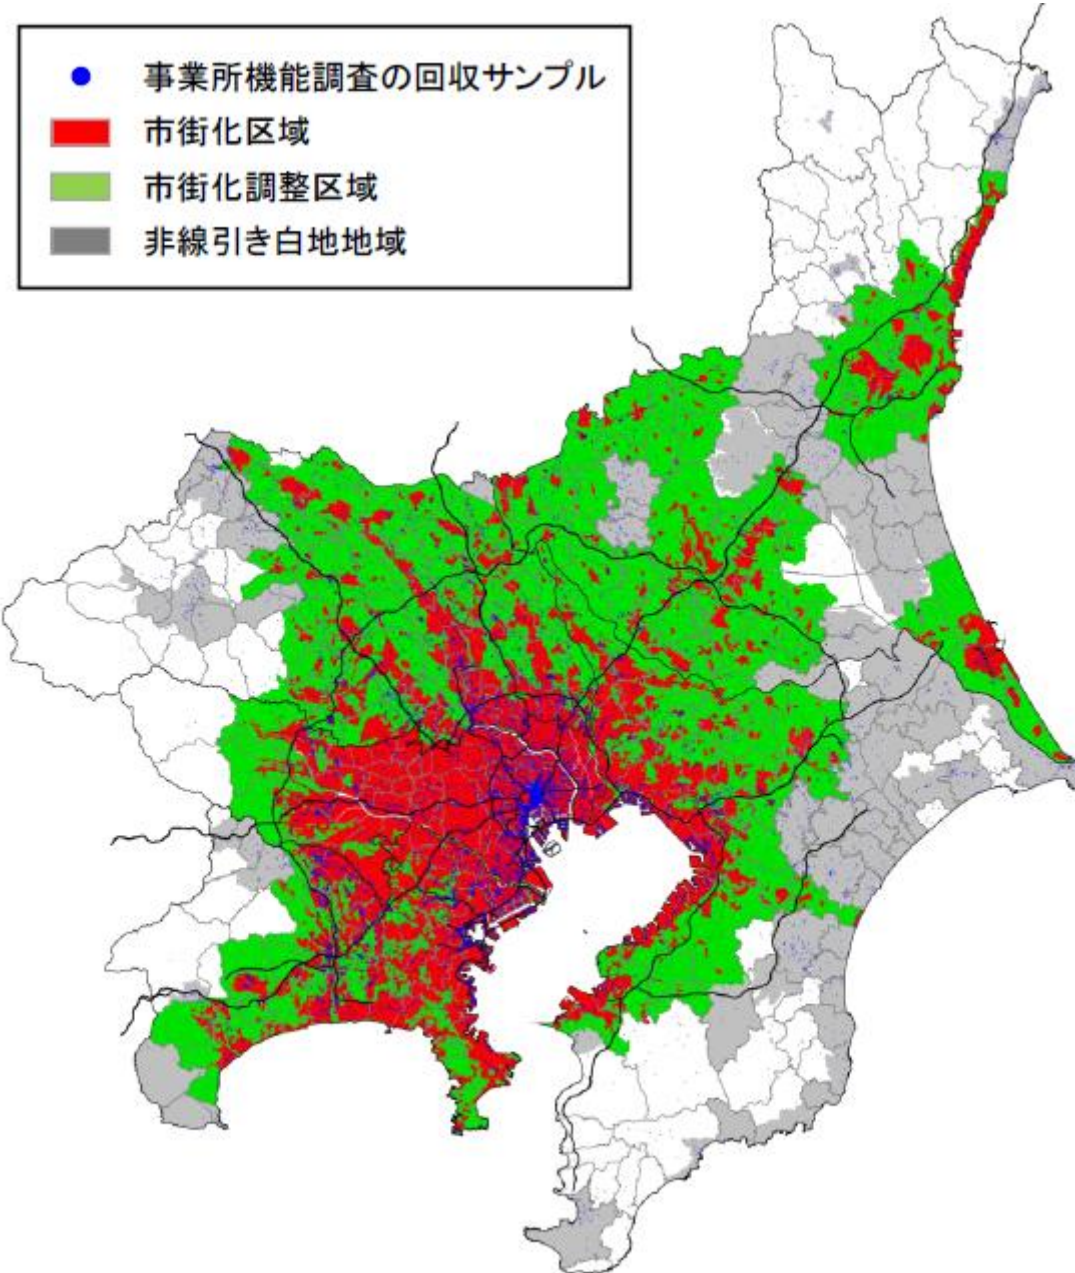 事業所機能調査の回収サンプル
市街化区域
市街化調整区域
非線引き白地地域